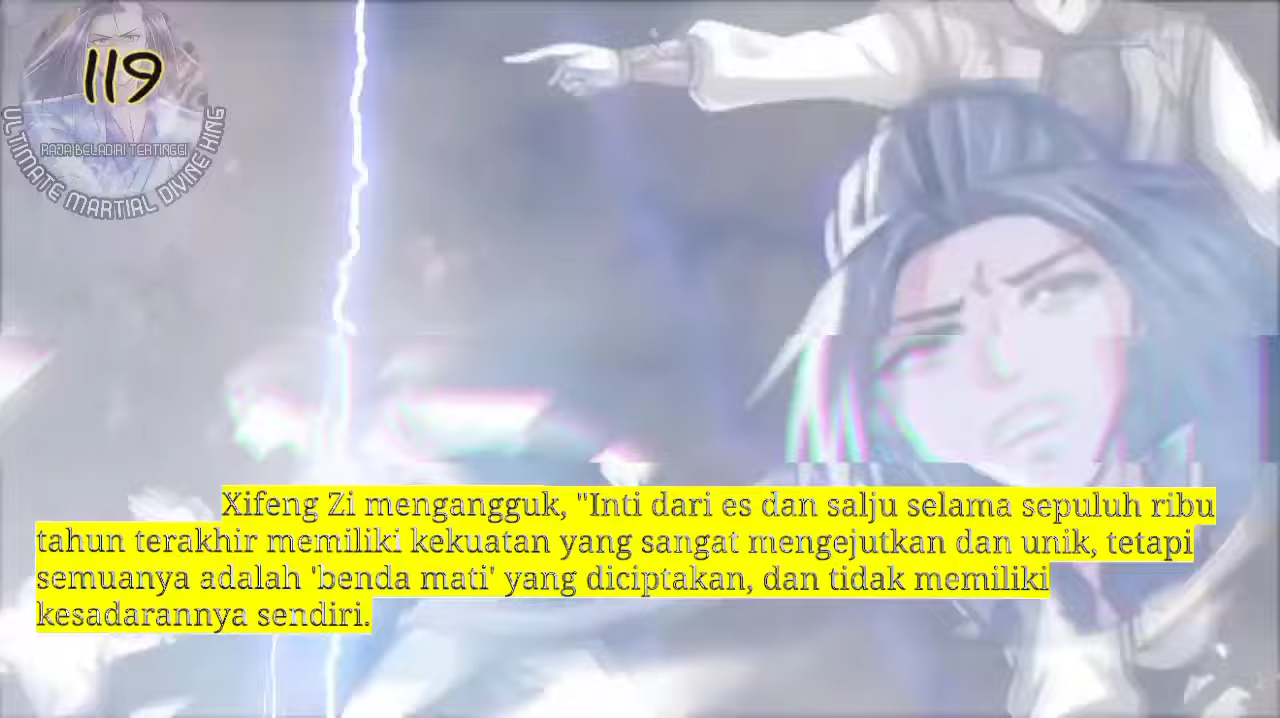 119
RAJA BELADIRI TERTINGGI
ULTIMATE MARTIAL DIVINE KING
Xifeng Zi mengangguk, "Inti dari es dan salju selama sepuluh ribu
tahun terakhir memiliki kekuatan yang sangat mengejutkan dan unik, tetapi
semuanya adalah 'benda mati' yang diciptakan, dan tidak memiliki
kesadarannya sendiri.